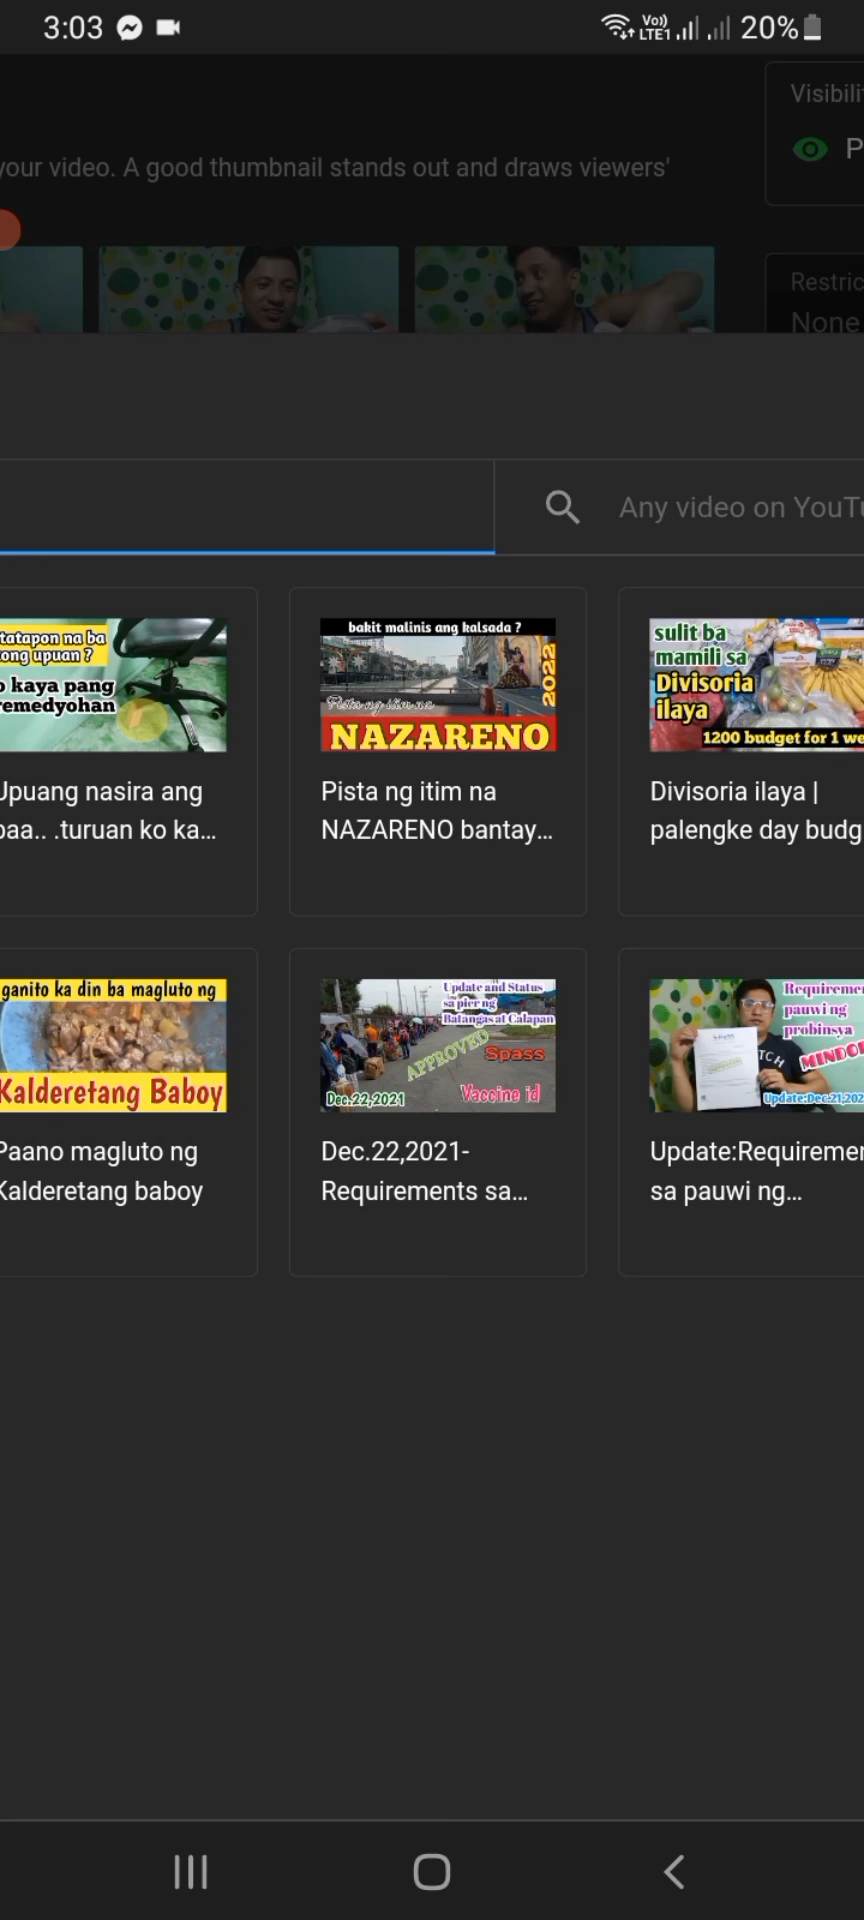 3:03
Vo))
LTE1
20%
Visibili
your video. A good thumbnail stands out and draws viewers'
P
Restric
None
Any video on YouTu
tatapon na ba
ong upuan ?
o kaya pang
remedyohan
Upuang nasira ang
paa.. .turuan ko ka...
bakit malinis ang kalsada ?
2022
Pista ng itim na
NAZARENO
Pista ng itim na
NAZARENO bantay...
sulit ba
mamili sa
Divisoria
ilaya
1200 budget for 1 we
Divisoria ilaya |
palengke day budg
ganito ka din ba magluto ng
Kalderetang Baboy
Paano magluto ng
Kalderetang baboy
Update and Status
sa pier ng
Batangas at Calapan
APPROVED
Spass
Dec.22,2021
Vaccine id
Dec.22,2021-
Requirements sa...
Requiremen
pauwi ng
probinsya
MINDOR
TCH
Update:Dec.21,202
Update:Requiremen
sa pauwi ng...